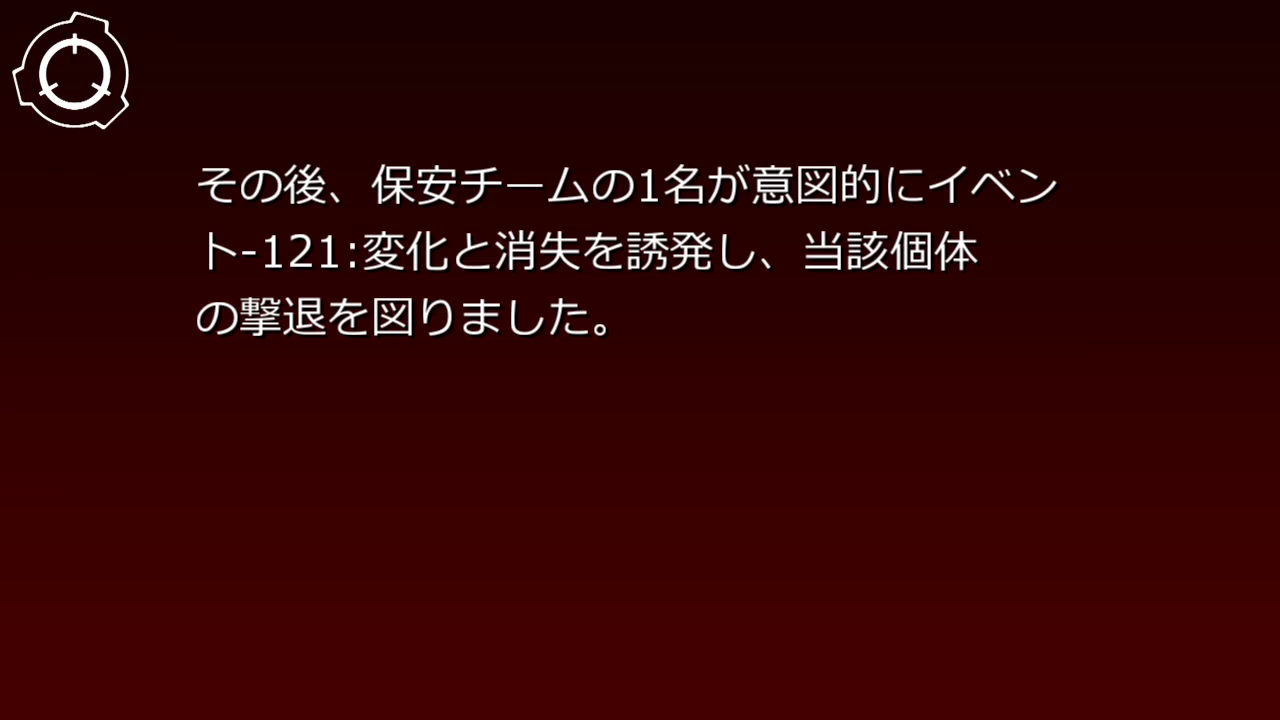 その後、保安チームの1名が意図的にイベン
ト-121:変化と消失を誘発し、当該個体
の撃退を図りました。